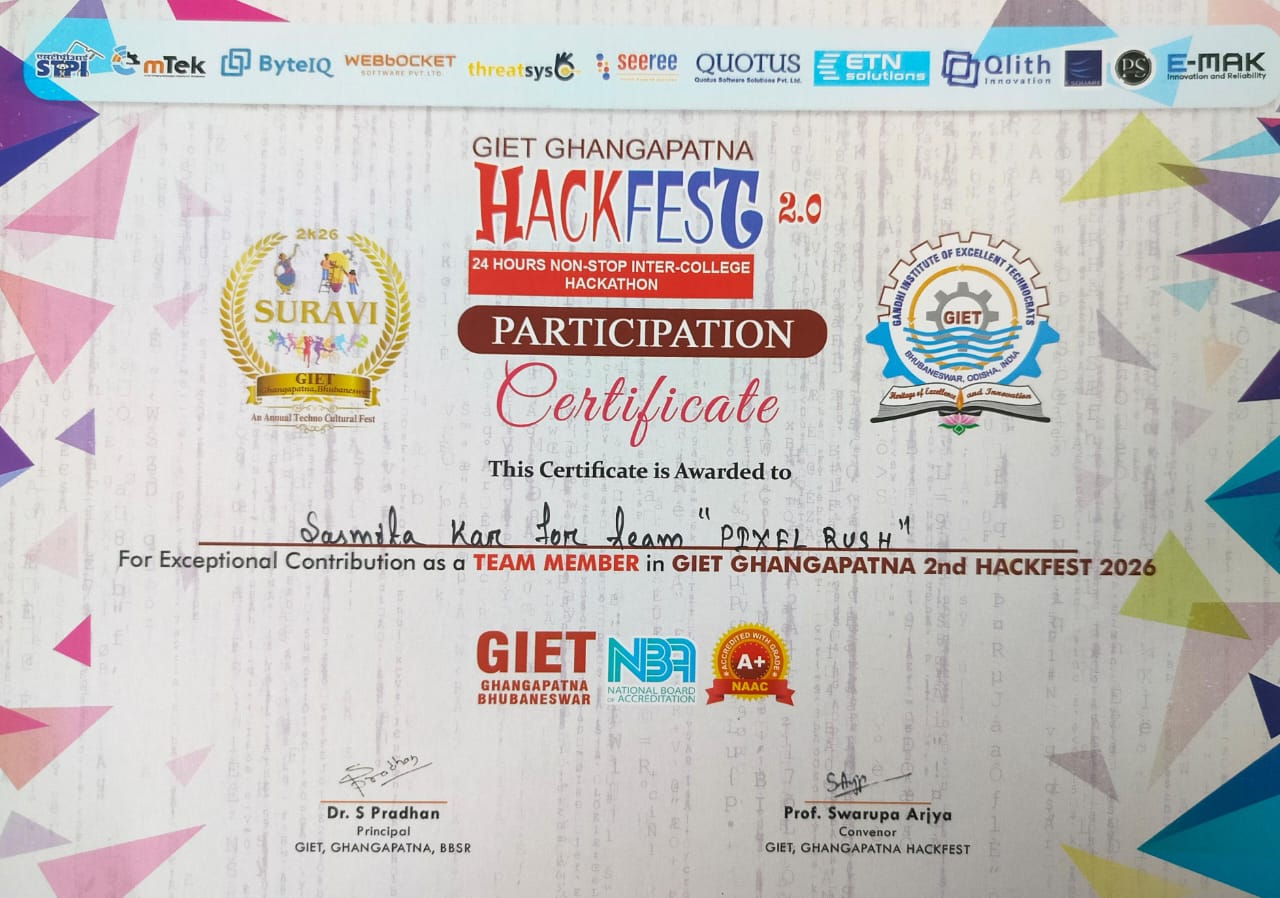 STPI
mTek
ByteIQ
WEBBOCKET
SOFTWARE PVT. LTD.
threatsys
seeree
QUOTUS
Quotus Software Solutions Pvt. Ltd.
ETN
solutions
Qlith
Innovation
E SQUARE
PS
E-MAK
Innovation and Reliability
GIET GHANGAPATNA
HACKFEST 2.0
24 HOURS NON-STOP INTER-COLLEGE
HACKATHON
PARTICIPATION
Certificate
2k26
SURAVI
GIET
Ghangapatna,Bhubaneswar
An Annual Techno Cultural Fest
GANDHI INSTITUTE OF EXCELLENT TECHNOCRATS
GIET
BHUBANESWAR, ODISHA, INDIA
Heritage of Excellence and Innovation
This Certificate is Awarded to
Sasmita Kar for team "PIXEL RUSH"
For Exceptional Contribution as a TEAM MEMBER in GIET GHANGAPATNA 2nd HACKFEST 2026
GIET
GHANGAPATNA
BHUBANESWAR
NBA
NATIONAL BOARD
OF ACCREDITATION
ACCREDITED WITH GRADE
A+
NAAC
SPradhan
Dr. S Pradhan
Principal
GIET, GHANGAPATNA, BBSR
Prof. Swarupa Arjya
Convenor
GIET, GHANGAPATNA HACKFEST